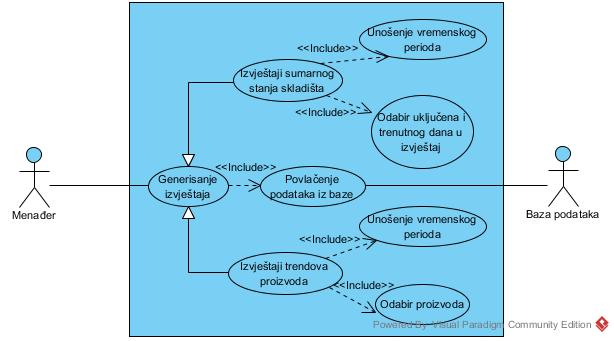 Unošenje vremenskog
perioda
<<Include>>
Izvještaji sumarnog
stanja skladišta
<<Include>>
Odabir uključena i
trenutnog dana u
izvještaj
<<Include>>
Generisanje
izvještaja
Povlačenje
podataka iz baze
Menađer
Baza podataka
Unošenje vremenskog
perioda
<<Include>>
Izvještaji trendova
proizvoda
<<Include>>
Odabir proizvoda
Powered By Visual Paradigm Community Edition